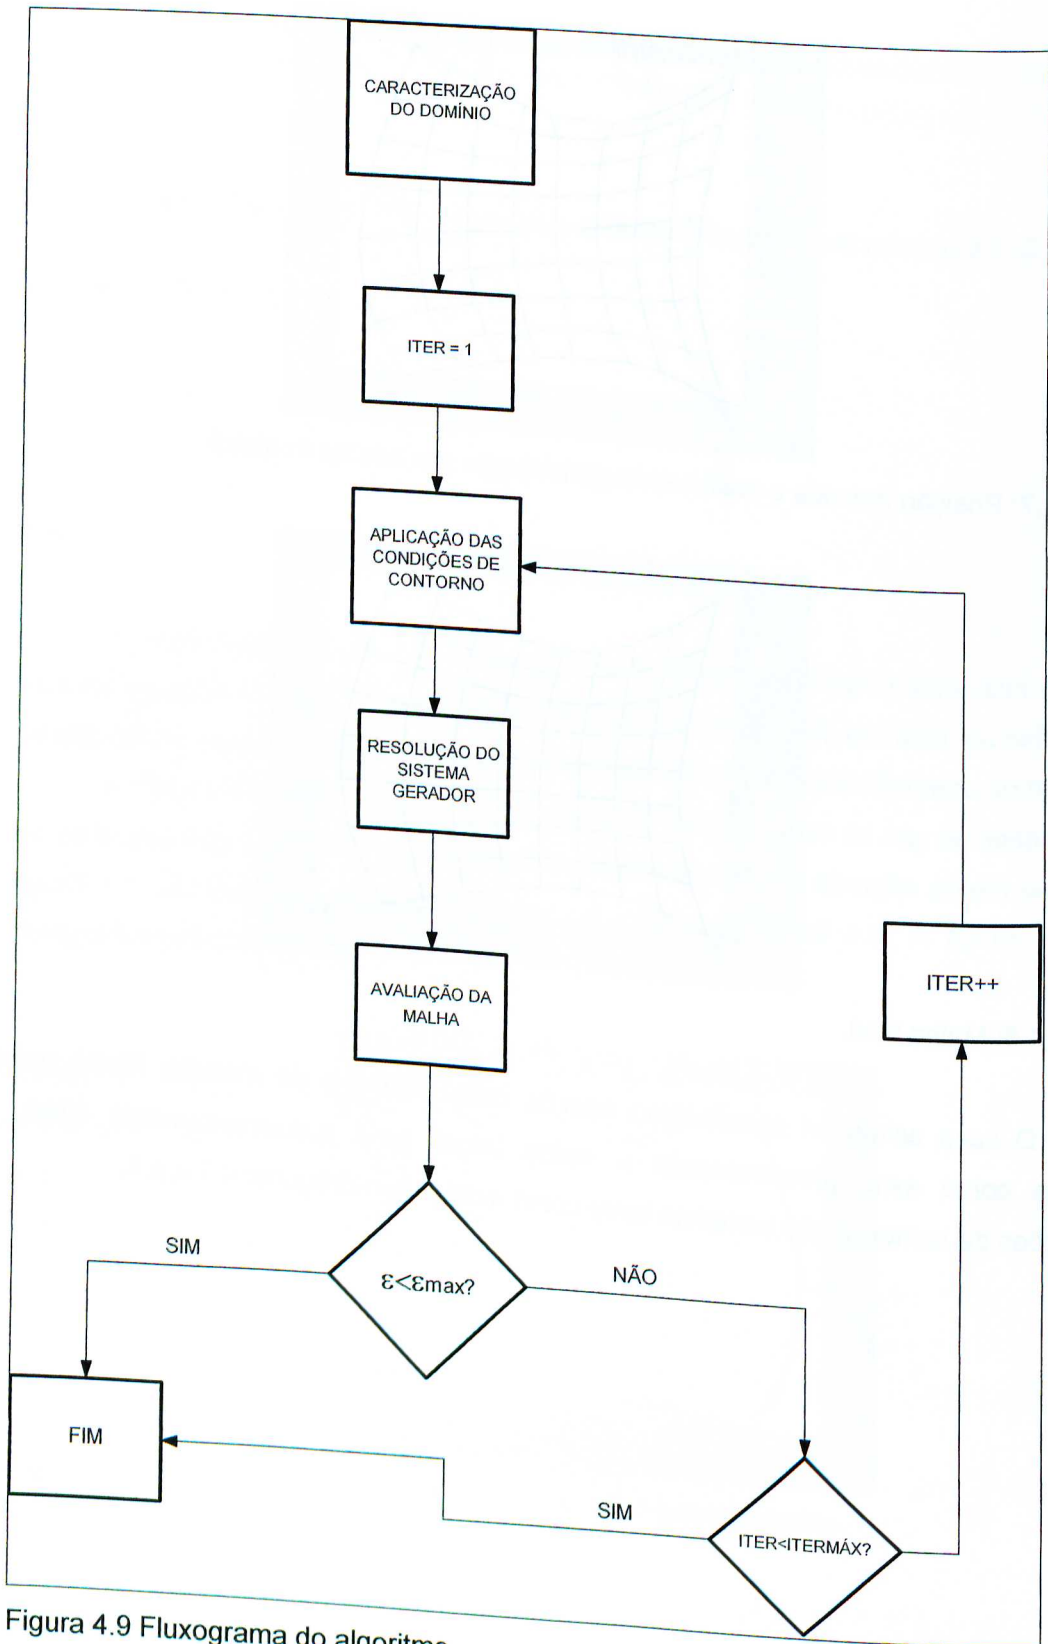 CARACTERIZAÇÃO
DO DOMÍNIO
ITER = 1
APLICAÇÃO DAS
CONDIÇÕES DE
CONTORNO
RESOLUÇÃO DO
SISTEMA
GERADOR
AVALIAÇÃO DA
MALHA
ITER++
ε<εmax?
SIM
NÃO
FIM
SIM
ITER<ITERMÁX?
Figura 4.9 Fluxograma do algoritmo